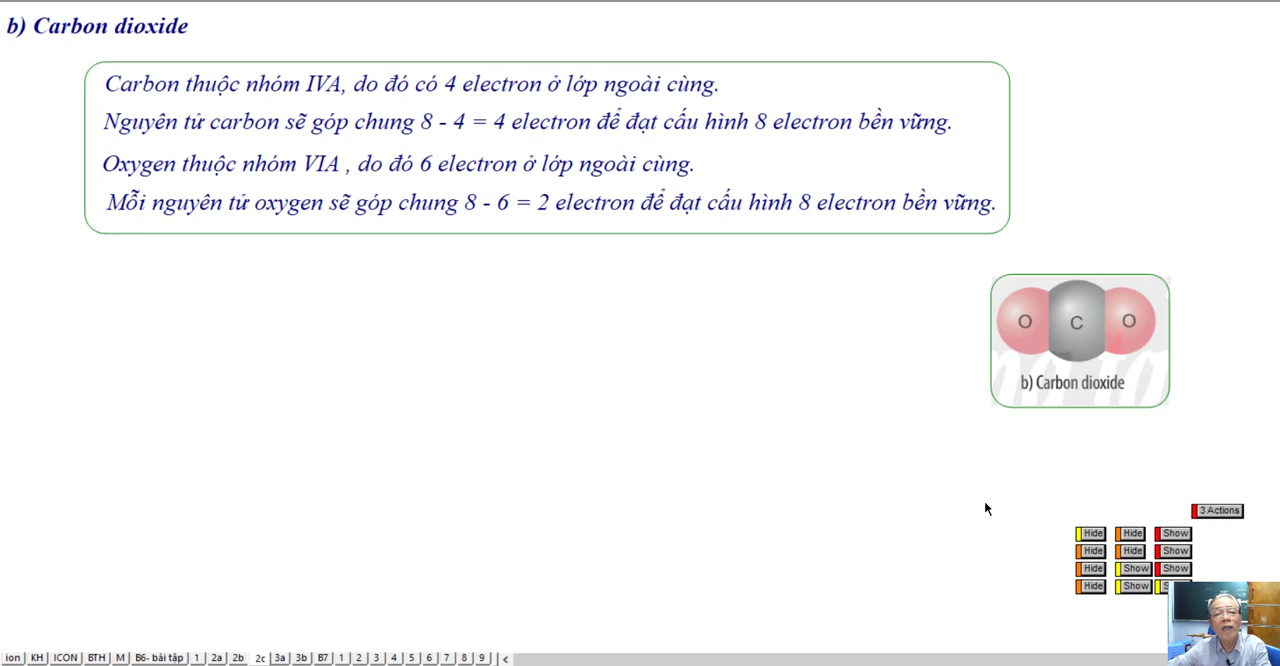 b) Carbon dioxide
Carbon thuộc nhóm IVA, do đó có 4 electron ở lớp ngoài cùng.
Nguyên tử carbon sẽ góp chung 8 - 4 = 4 electron để đạt cấu hình 8 electron bền vững.
Oxygen thuộc nhóm VIA , do đó 6 electron ở lớp ngoài cùng.
Mỗi nguyên tử oxygen sẽ góp chung 8 - 6 = 2 electron để đạt cấu hình 8 electron bền vững.
O C O
b) Carbon dioxide
3 Actions
Hide Hide Show
Hide Hide Show
Hide Show Show
Hide Show
ion KH ICON BTH M B6- bài tập 1 2a 2b 2c 3a 3b B7 1 2 3 4 5 6 7 8 9 <